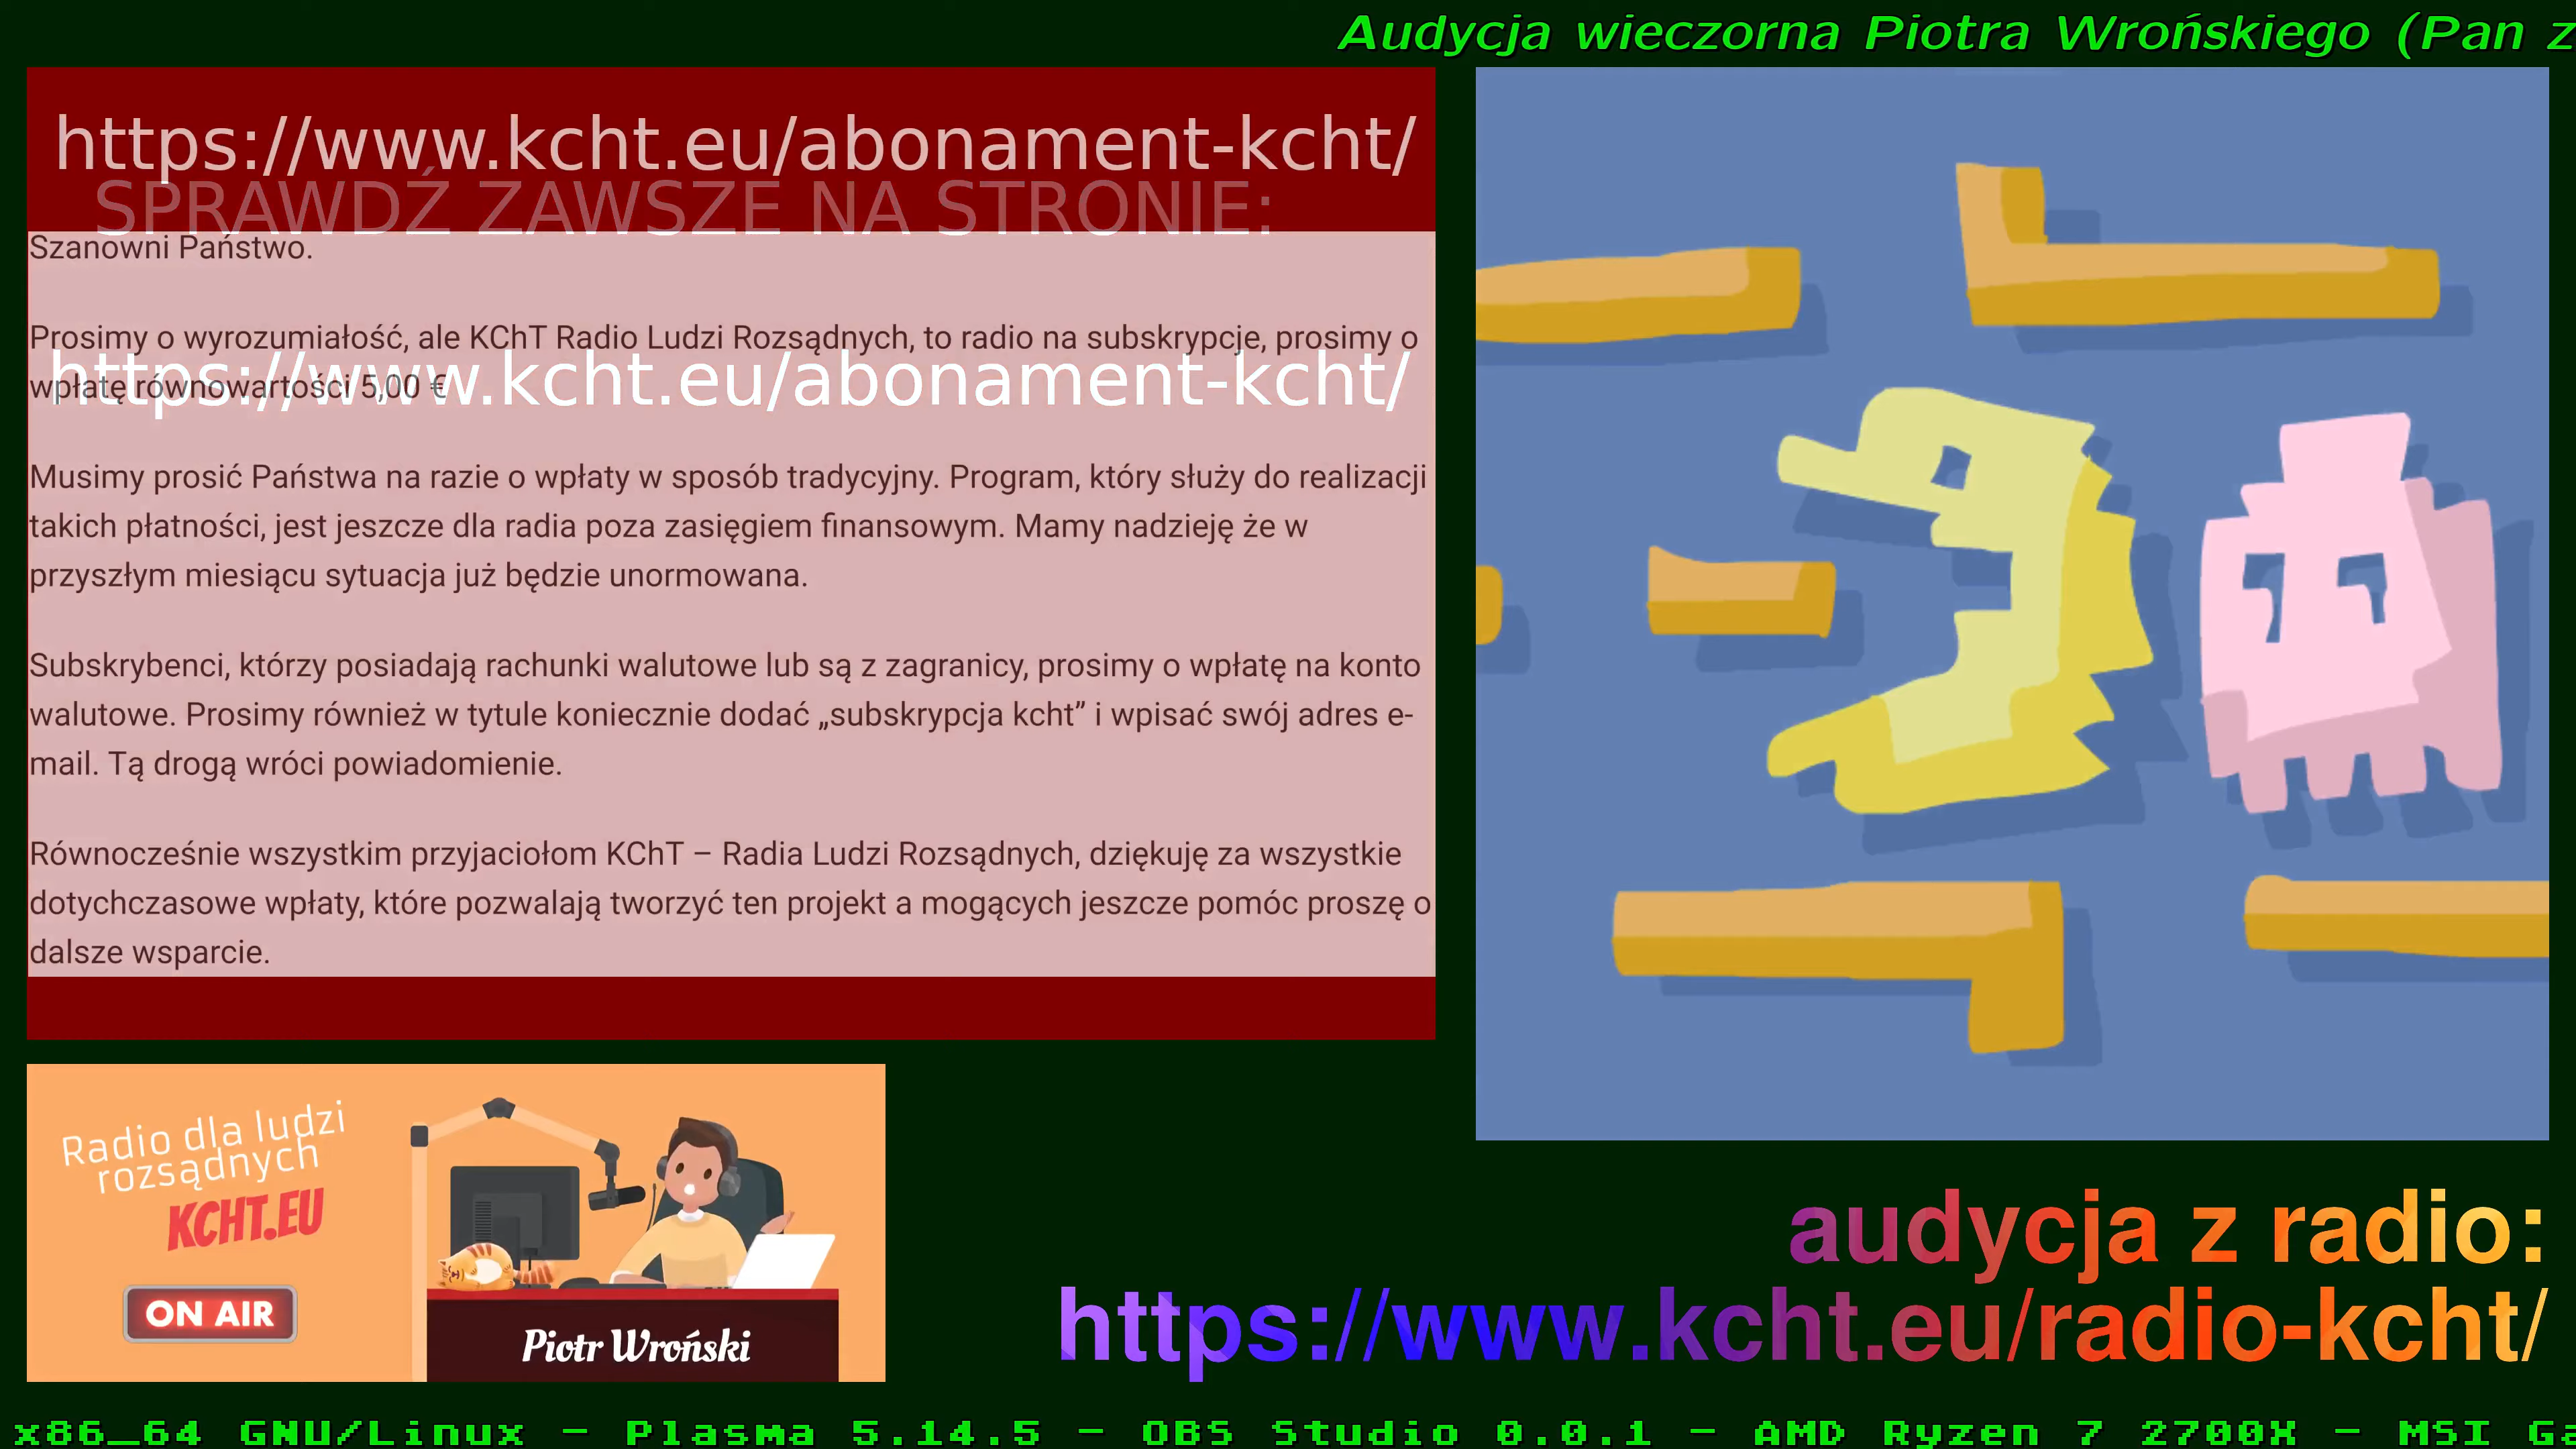 Audycja wieczorna Piotra Wrońskiego (Pan z
https://www.kcht.eu/abonament-kcht/
SPRAWDŹ ZAWSZE NA STRONIE:
Szanowni Państwo.
Prosimy o wyrozumiałość, ale KChT Radio Ludzi Rozsądnych, to radio na subskrypcje, prosimy o
wpłatę równowartości 5,00 €
https://www.kcht.eu/abonament-kcht/
Musimy prosić Państwa na razie o wpłaty w sposób tradycyjny. Program, który służy do realizacji
takich płatności, jest jeszcze dla radia poza zasięgiem finansowym. Mamy nadzieję że w
przyszłym miesiącu sytuacja już będzie unormowana.
Subskrybenci, którzy posiadają rachunki walutowe lub są z zagranicy, prosimy o wpłatę na konto
walutowe. Prosimy również w tytule koniecznie dodać „subskrypcja kcht” i wpisać swój adres e-
mail. Tą drogą wróci powiadomienie.
Równocześnie wszystkim przyjaciołom KChT – Radia Ludzi Rozsądnych, dziękuję za wszystkie
dotychczasowe wpłaty, które pozwalają tworzyć ten projekt a mogących jeszcze pomóc proszę o
dalsze wsparcie.
Radio dla ludzi
rozsądnych
KCHT.EU
ON AIR
Piotr Wroński
audycja z radio:
https://www.kcht.eu/radio-kcht/
x86_64 GNU/Linux - Plasma 5.14.5 - OBS Studio 0.0.1 - AMD Ryzen 7 2700X - MSI Ga